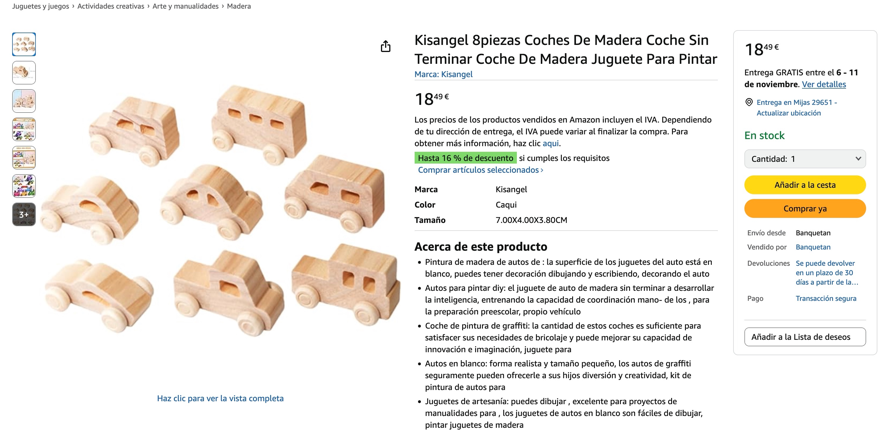 Juguetes y juegos › Actividades creativas › Arte y manualidades › Madera
3+
Haz clic para ver la vista completa
Kisangel 8piezas Coches De Madera Coche Sin
Terminar Coche De Madera Juguete Para Pintar
Marca: Kisangel
18,49 €
Los precios de los productos vendidos en Amazon incluyen el IVA. Dependiendo
de tu dirección de entrega, el IVA puede variar al finalizar la compra. Para
obtener más información, haz clic aquí.
Hasta 16 % de descuento si cumples los requisitos
Comprar artículos seleccionados ›
Marca Kisangel
Color Caqui
Tamaño 7.00X4.00X3.80CM
Acerca de este producto
• Pintura de madera de autos de : la superficie de los juguetes del auto está en
blanco, puedes tener decoración dibujando y escribiendo, decorando el auto
• Autos para pintar diy: el juguete de auto de madera sin terminar a desarrollar
la inteligencia, entrenando la capacidad de coordinación mano- de los , para
la preparación preescolar, propio vehículo
• Coche de pintura de graffiti: la cantidad de estos coches es suficiente para
satisfacer sus necesidades de bricolaje y puede mejorar su capacidad de
innovación e imaginación, juguete para
• Autos en blanco: forma realista y tamaño pequeño, los autos de graffiti
seguramente pueden ofrecerle a sus hijos diversión y creatividad, kit de
pintura de autos para
• Juguetes de artesanía: puedes dibujar , excelente para proyectos de
manualidades para , los juguetes de autos en blanco son fáciles de dibujar,
pintar juguetes de madera
18,49 €
Entrega GRATIS entre el 6 - 11
de noviembre. Ver detalles
Entrega en Mijas 29651 -
Actualizar ubicación
En stock
Cantidad: 1
Añadir a la cesta
Comprar ya
Envío desde Banquetan
Vendido por Banquetan
Devoluciones Se puede devolver
en un plazo de 30
días a partir de la...
Pago Transacción segura
Añadir a la Lista de deseos